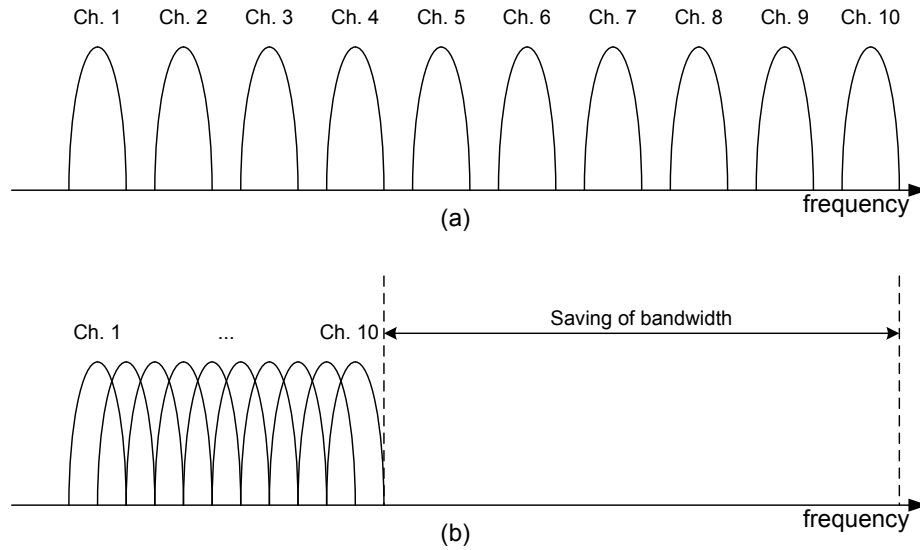 Ch. 1 Ch. 2 Ch. 3 Ch. 4 Ch. 5 Ch. 6 Ch. 7 Ch. 8 Ch. 9 Ch. 10
frequency
(a)
Saving of bandwidth
Ch. 1 ... Ch. 10
frequency
(b)